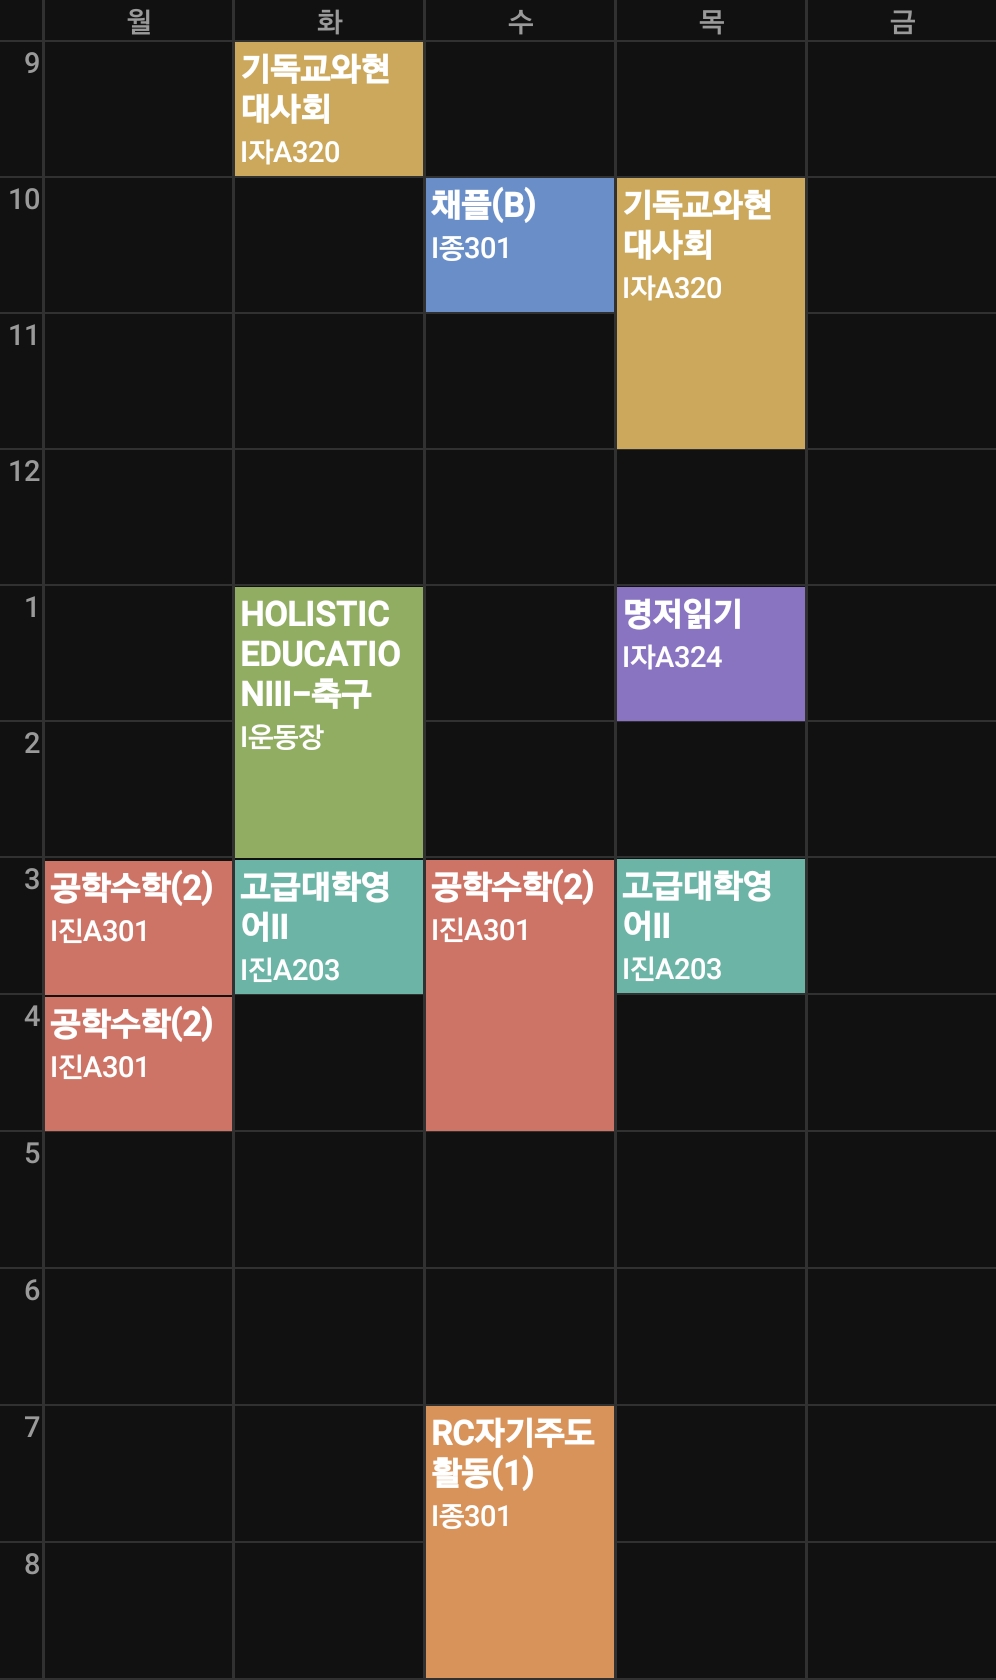 월 화 수 목 금
9
기독교와현
대사회
I자A320
10
채플(B)
I종301
기독교와현
대사회
I자A320
11
12
1
HOLISTIC
EDUCATIO
NIII-축구
I운동장
명저읽기
I자A324
2
3
공학수학(2)
I진A301
고급대학영
어II
I진A203
공학수학(2)
I진A301
고급대학영
어II
I진A203
4
공학수학(2)
I진A301
5
6
7
RC자기주도
활동(1)
I종301
8